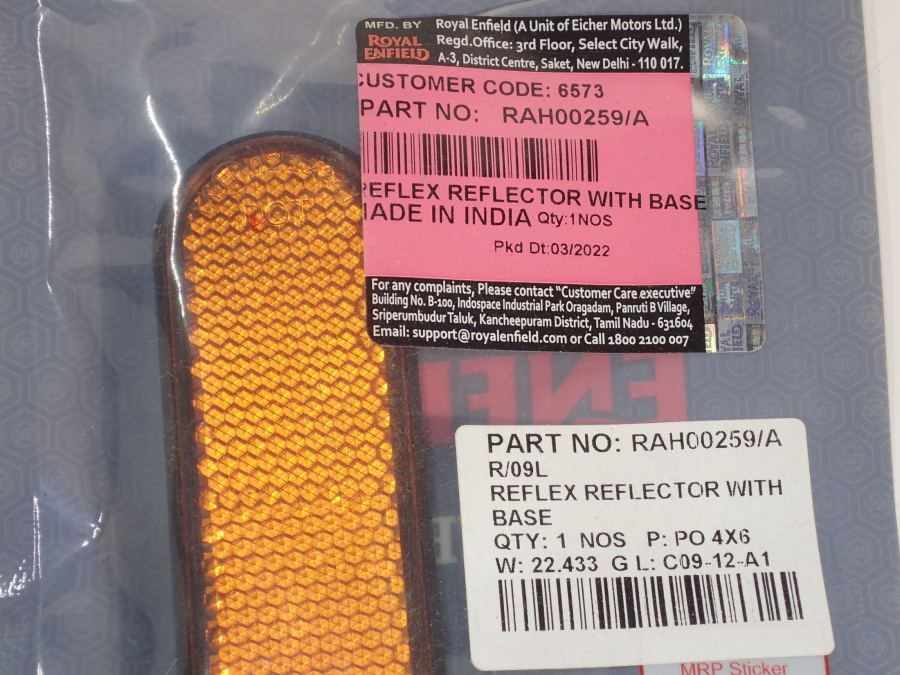 MFD. BY
ROYAL
ENFIELD
Royal Enfield (A Unit of Eicher Motors Ltd.)
Regd.Office: 3rd Floor, Select City Walk,
A-3, District Centre, Saket, New Delhi - 110 017.
CUSTOMER CODE: 6573
PART NO: RAH00259/A
REFLEX REFLECTOR WITH BASE
MADE IN INDIA Qty:1NOS
Pkd Dt:03/2022
For any complaints, Please contact "Customer Care executive"
Building No. B-100, Indospace Industrial Park Oragadam, Panruti B Village,
Sriperumbudur Taluk, Kancheepuram District, Tamil Nadu - 631604
Email: support@royalenfield.com or Call 1800 2100 007
PART NO: RAH00259/A
R/09L
REFLEX REFLECTOR WITH
BASE
QTY: 1 NOS P: PO 4X6
W: 22.433 G L: C09-12-A1
MRP Sticker